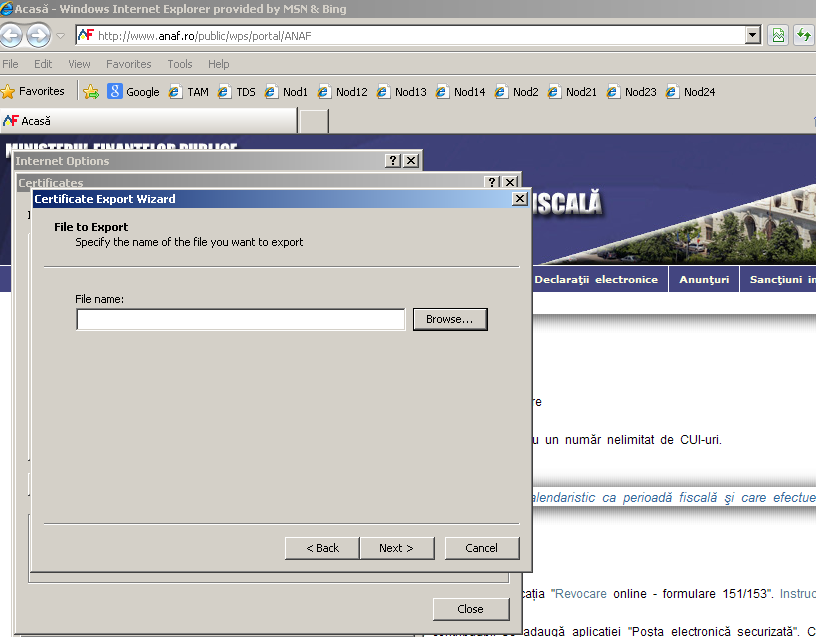 Acasă - Windows Internet Explorer provided by MSN & Bing
http://www.anaf.ro/public/wps/portal/ANAF
File Edit View Favorites Tools Help
Favorites Google TAM TDS Nod1 Nod12 Nod13 Nod14 Nod2 Nod21 Nod23 Nod24
Acasă
MINISTERUL FINANTELOR PUBLICE
Internet Options
Certificates
Certificate Export Wizard
ISCALĂ
File to Export
Specify the name of the file you want to export
Declaraţii electronice Anunţuri Sancţiuni in
File name:
Browse...
re
u un număr nelimitat de CUI-uri.
alendaristic ca perioadă fiscală şi care efectue
< Back Next > Cancel
caţia "Revocare online - formulare 151/153". Instruc
Close
adaugă aplicatiei "Posta electronică securizată". C